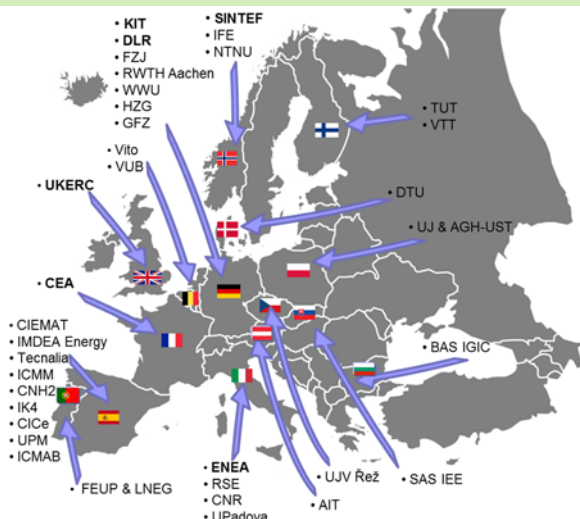 • KIT
• DLR
• FZJ
• RWTH Aachen
• WWU
• HZG
• GFZ
• SINTEF
• IFE
• NTNU
• TUT
• VTT
• Vito
• VUB
• UKERC
• DTU
• UJ & AGH-UST
• CEA
• CIEMAT
• IMDEA Energy
• Tecnalia
• ICMM
• CNH2
• IK4
• CICe
• UPM
• ICMAB
• BAS IGIC
• FEUP & LNEG
• ENEA
• RSE
• CNR
• UPadova
• UJV Řež
• AIT
• SAS IEE